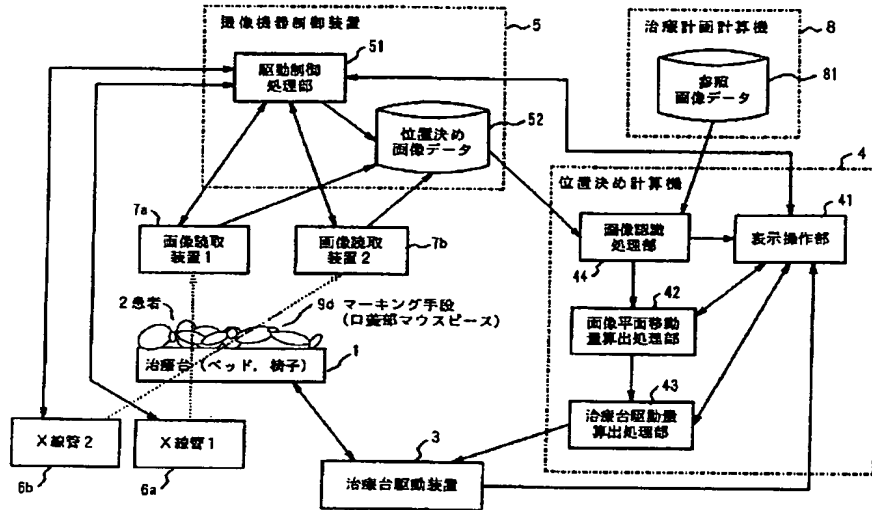 撮像機器制御装置
5
51
駆動制御
処理部
位置決め
画像データ
52
治療計画計算機
8
参照
画像データ
81
4
位置決め計算機
41
7a
画像読取
装置1
画像読取
装置2
7b
画像認識
処理部
44
表示操作部
2患者
9d マーキング手段
(口蓋部マウスピース)
42
画像平面移動
量算出処理部
1
治療台(ベッド,椅子)
43
治療台駆動量
算出処理部
X線管2
6b
X線管1
6a
3
治療台駆動装置